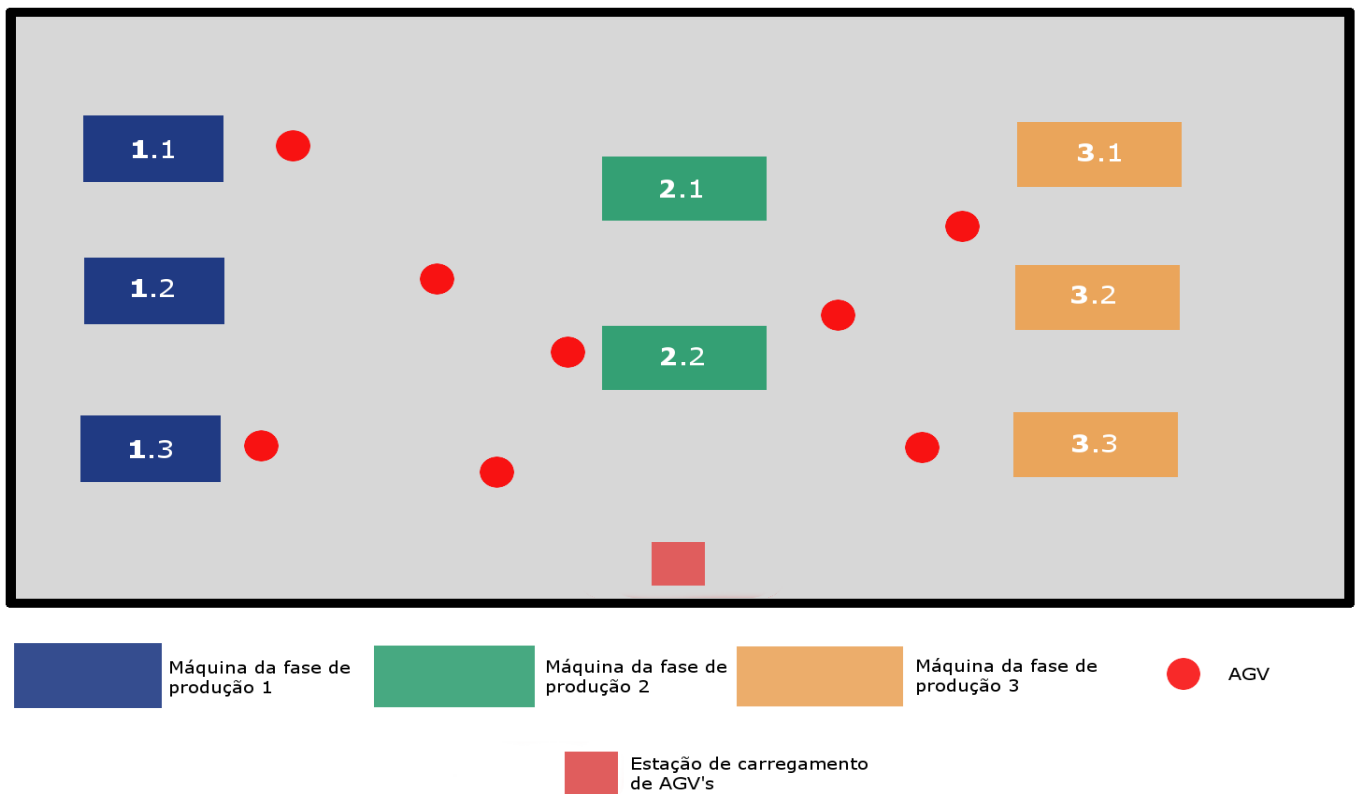 1.1
3.1
2.1
1.2
3.2
2.2
1.3
3.3
Máquina da fase de
produção 1
Máquina da fase de
produção 2
Máquina da fase de
produção 3
AGV
Estação de carregamento
de AGV's